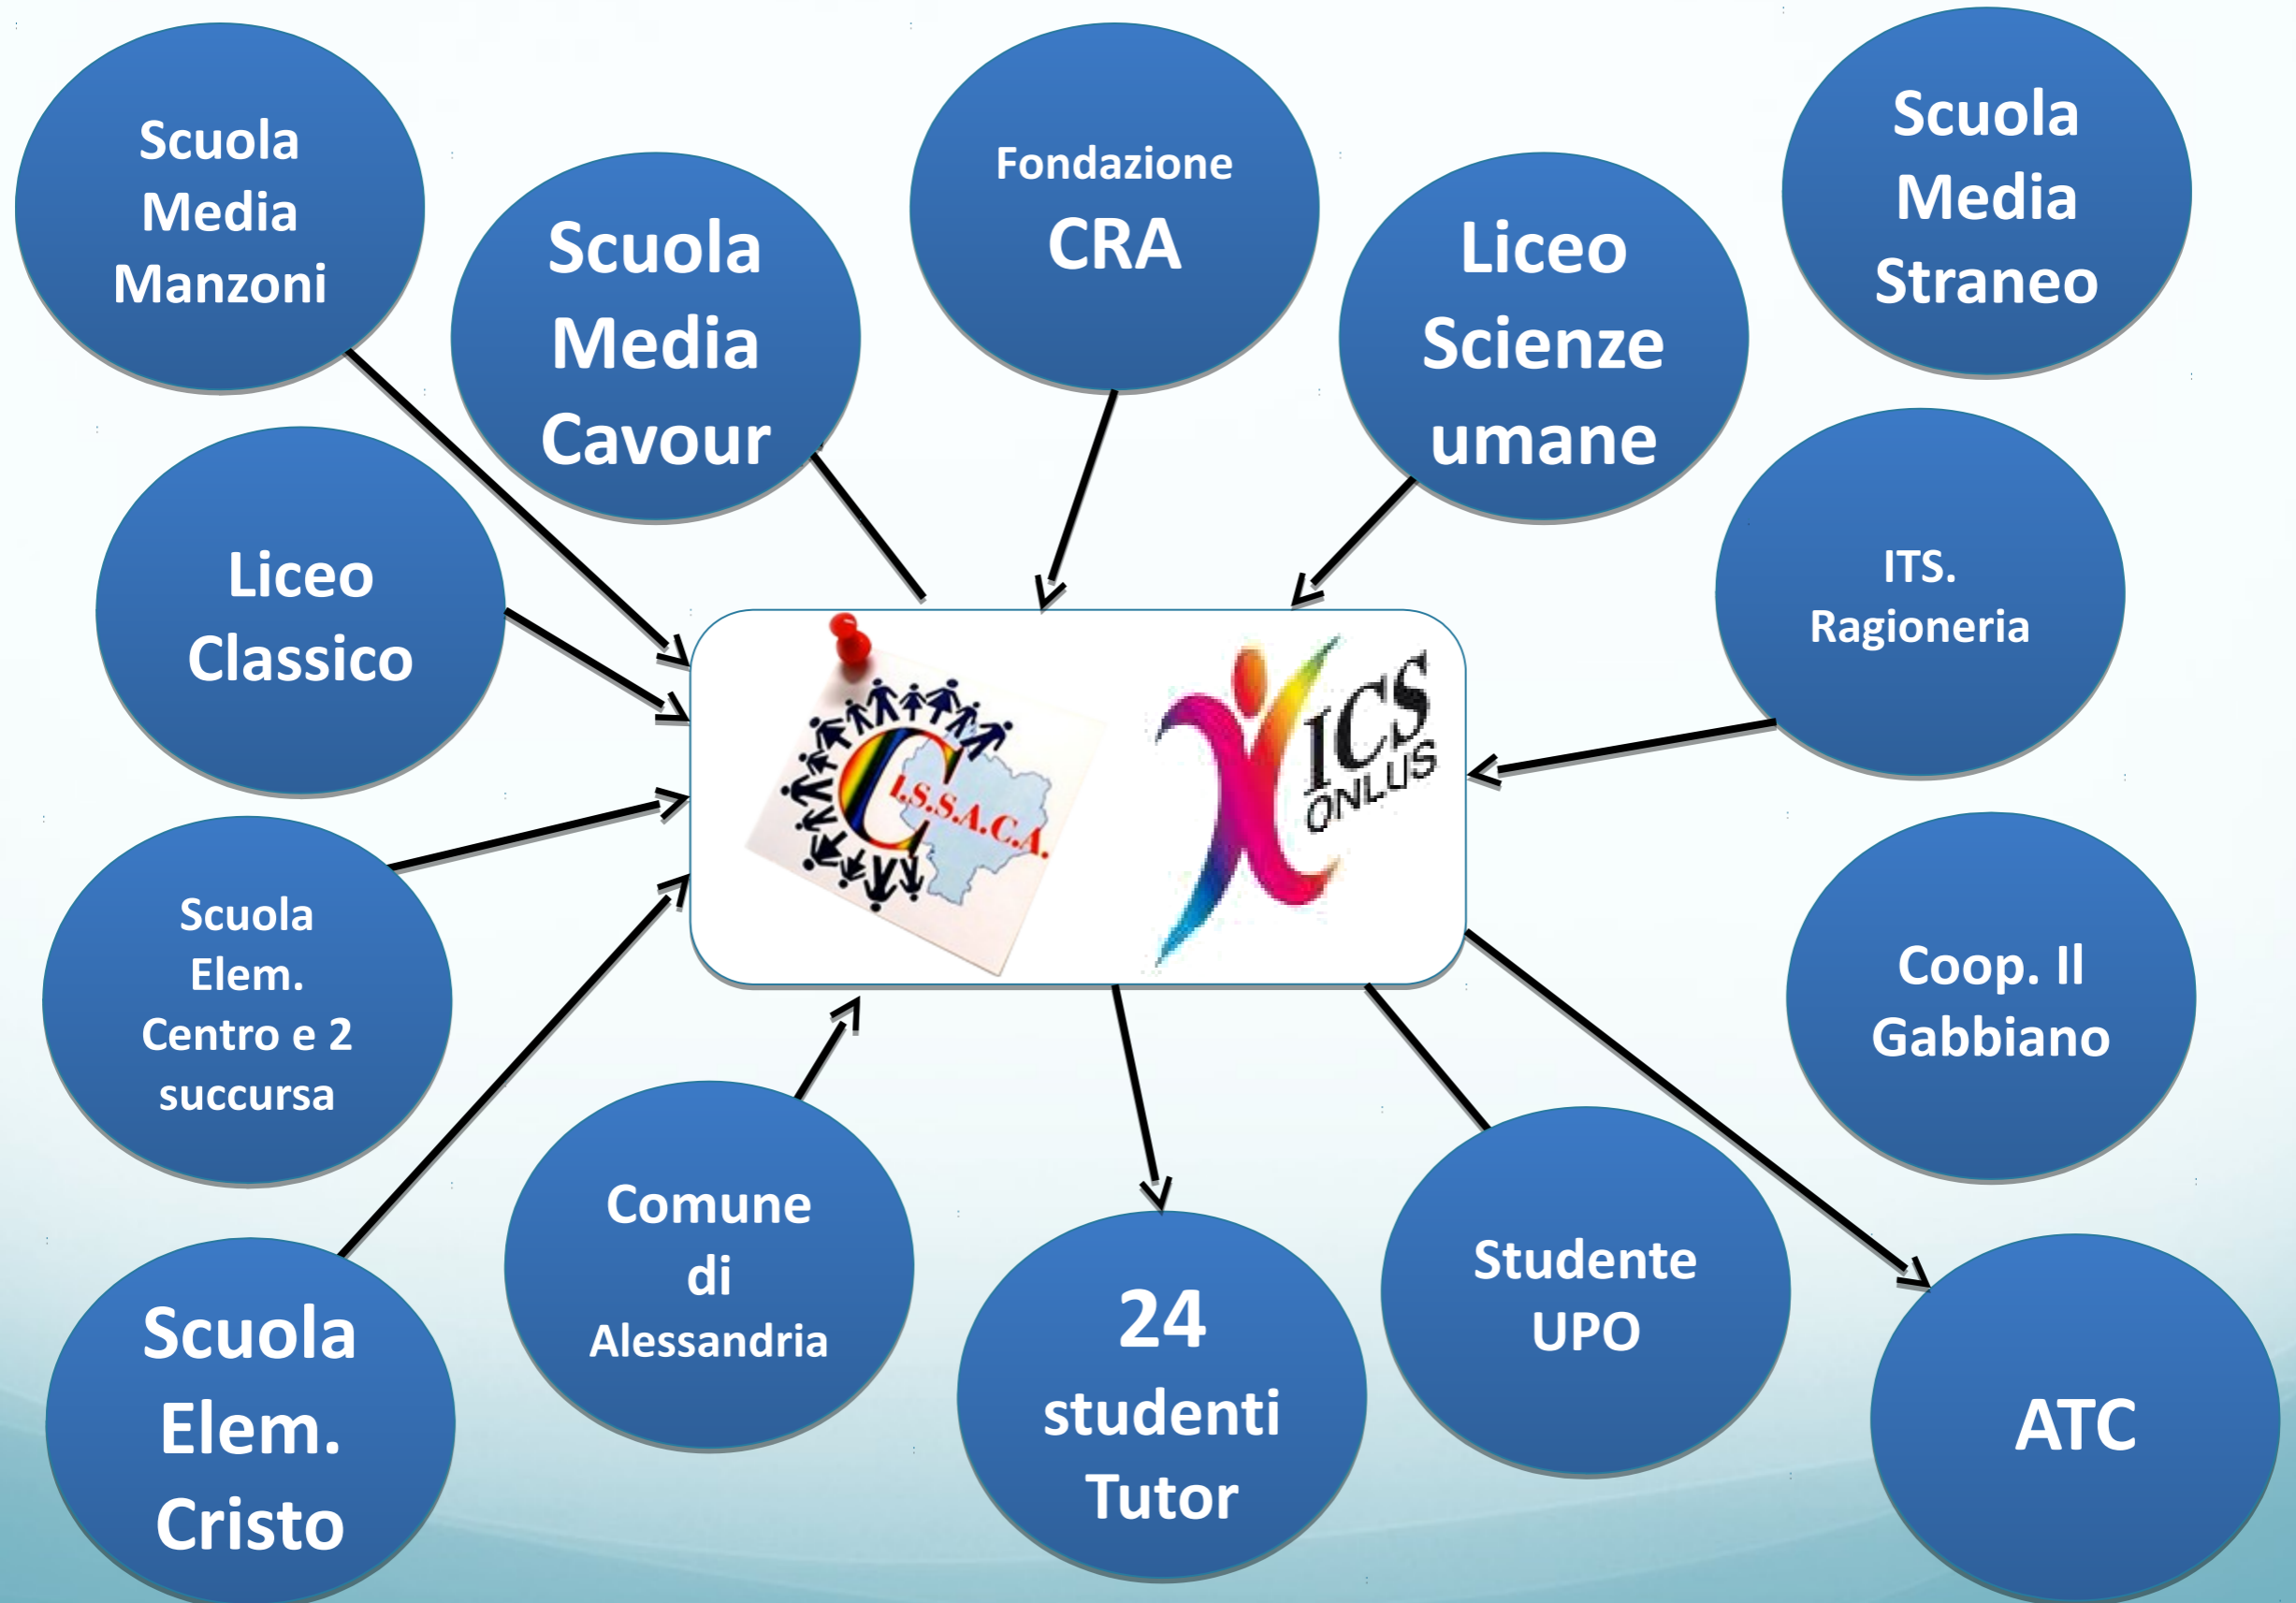 Scuola
Media
Manzoni
Scuola
Media
Cavour
Fondazione
CRA
Liceo
Scienze
umane
Scuola
Media
Straneo
Liceo
Classico
ITS.
Ragioneria
C
I.S.S.A.C.A.
ICS
ONLUS
Scuola
Elem.
Centro e 2
succursa
Coop. Il
Gabbiano
Scuola
Elem.
Cristo
Comune
di
Alessandria
24
studenti
Tutor
Studente
UPO
ATC